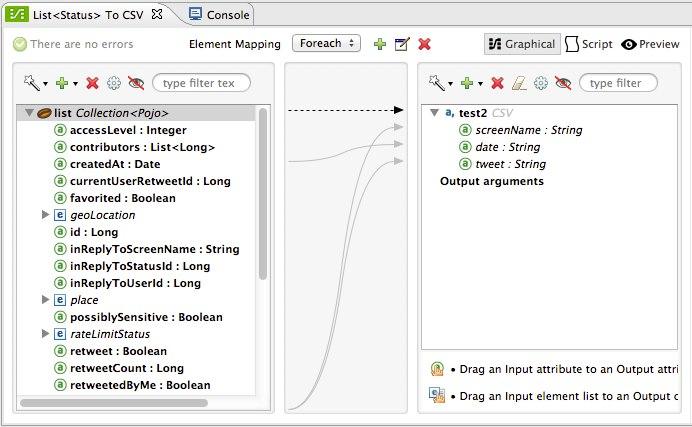 List<Status> To CSV
Console
There are no errors
Element Mapping
Foreach
Graphical
Script
Preview
type filter tex
type filter
list Collection<Pojo>
accessLevel : Integer
contributors : List<Long>
createdAt : Date
currentUserRetweetId : Long
favorited : Boolean
geoLocation
id : Long
inReplyToScreenName : String
inReplyToStatusId : Long
inReplyToUserId : Long
place
possiblySensitive : Boolean
rateLimitStatus
retweet : Boolean
retweetCount : Long
retweetedByMe : Boolean
test2 CSV
screenName : String
date : String
tweet : String
Output arguments
• Drag an Input attribute to an Output attri
• Drag an Input element list to an Output c